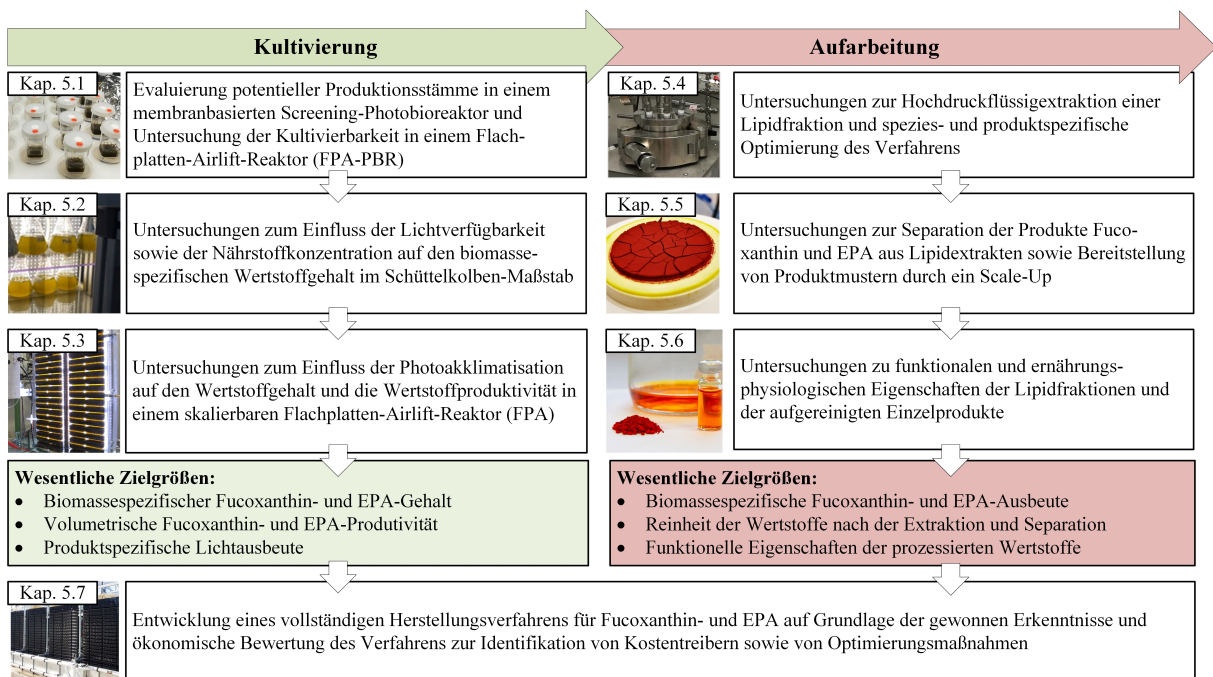 Kultivierung
Aufarbeitung
Kap. 5.1
Evaluierung potentieller Produktionsstämme in einem
membranbasierten Screening-Photobioreaktor und
Untersuchung der Kultivierbarkeit in einem Flach-
platten-Airlift-Reaktor (FPA-PBR)
Kap. 5.2
Untersuchungen zum Einfluss der Lichtverfügbarkeit
sowie der Nährstoffkonzentration auf den biomasse-
spezifischen Wertstoffgehalt im Schüttelkolben-Maßstab
Kap. 5.3
Untersuchungen zum Einfluss der Photoakklimatisation
auf den Wertstoffgehalt und die Wertstoffproduktivität in
einem skalierbaren Flachplatten-Airlift-Reaktor (FPA)
Wesentliche Zielgrößen:
• Biomassespezifischer Fucoxanthin- und EPA-Gehalt
• Volumetrische Fucoxanthin- und EPA-Produtivität
• Produktspezifische Lichtausbeute
Kap. 5.4
Untersuchungen zur Hochdruckflüssigextraktion einer
Lipidfraktion und spezies- und produktspezifische
Optimierung des Verfahrens
Kap. 5.5
Untersuchungen zur Separation der Produkte Fuco-
xanthin und EPA aus Lipidextrakten sowie Bereitstellung
von Produktmustern durch ein Scale-Up
Kap. 5.6
Untersuchungen zu funktionalen und ernährungs-
physiologischen Eigenschaften der Lipidfraktionen und
der aufgereinigten Einzelprodukte
Wesentliche Zielgrößen:
• Biomassespezifische Fucoxanthin- und EPA-Ausbeute
• Reinheit der Wertstoffe nach der Extraktion und Separation
• Funktionelle Eigenschaften der prozessierten Wertstoffe
Kap. 5.7
Entwicklung eines vollständigen Herstellungsverfahrens für Fucoxanthin- und EPA auf Grundlage der gewonnen Erkenntnisse und
ökonomische Bewertung des Verfahrens zur Identifikation von Kostentreibern sowie von Optimierungsmaßnahmen